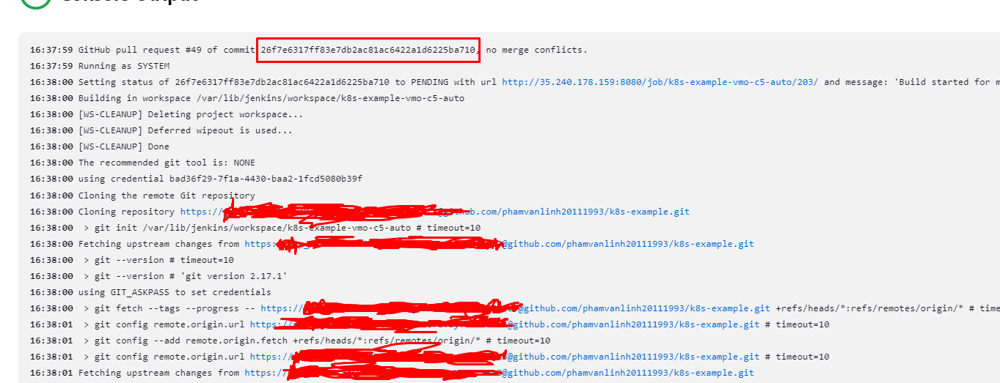 Console Output
16:37:59 GitHub pull request #49 of commit 26f7e6317ff83e7db2ac81ac6422a1d6225ba710, no merge conflicts.
16:37:59 Running as SYSTEM
16:38:00 Setting status of 26f7e6317ff83e7db2ac81ac6422a1d6225ba710 to PENDING with url http://35.240.178.159:8080/job/k8s-example-vmo-c5-auto/203/ and message: 'Build started for m
16:38:00 Building in workspace /var/lib/jenkins/workspace/k8s-example-vmo-c5-auto
16:38:00 [WS-CLEANUP] Deleting project workspace...
16:38:00 [WS-CLEANUP] Deferred wipeout is used...
16:38:00 [WS-CLEANUP] Done
16:38:00 The recommended git tool is: NONE
16:38:00 using credential bad36f29-7f1a-4430-baa2-1fcd5080b39f
16:38:00 Cloning the remote Git repository
16:38:00 Cloning repository https:// @github.com/phamvanlinh20111993/k8s-example.git
16:38:00 > git init /var/lib/jenkins/workspace/k8s-example-vmo-c5-auto # timeout=10
16:38:00 Fetching upstream changes from https: @github.com/phamvanlinh20111993/k8s-example.git
16:38:00 > git --version # timeout=10
16:38:00 > git --version # 'git version 2.17.1'
16:38:00 using GIT_ASKPASS to set credentials
16:38:00 > git fetch --tags --progress -- https:// @github.com/phamvanlinh20111993/k8s-example.git +refs/heads/*:refs/remotes/origin/* # time
16:38:01 > git config remote.origin.url https:// @github.com/phamvanlinh20111993/k8s-example.git # timeout=10
16:38:01 > git config --add remote.origin.fetch +refs/heads/*:refs/remotes/origin/* # timeout=10
16:38:01 > git config remote.origin.url https:// @github.com/phamvanlinh20111993/k8s-example.git # timeout=10
16:38:01 Fetching upstream changes from https:// @github.com/phamvanlinh20111993/k8s-example.git